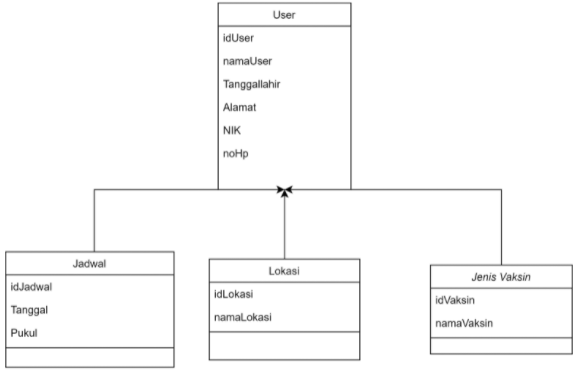 User
idUser
namaUser
Tanggallahir
Alamat
NIK
noHp
Jadwal
idJadwal
Tanggal
Pukul
Lokasi
idLokasi
namaLokasi
Jenis Vaksin
idVaksin
namaVaksin